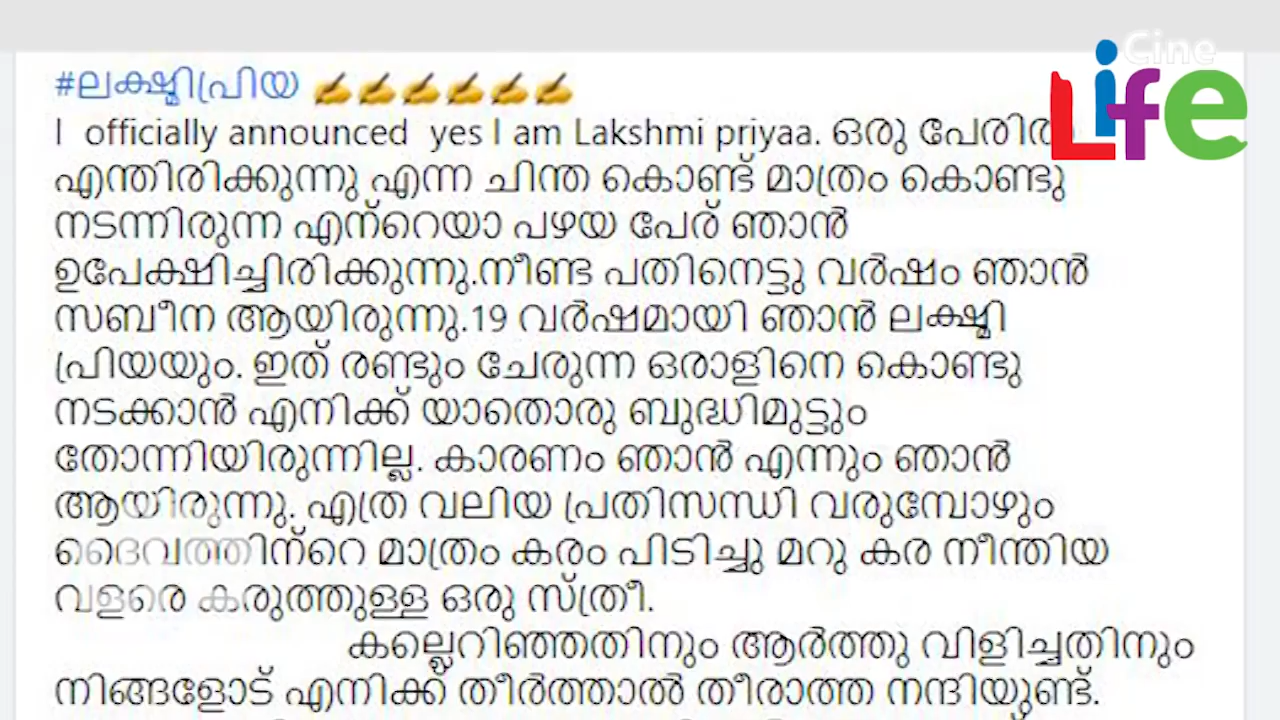 Cine
Life
#ലക്ഷ്മിപ്രിയ ✍✍✍✍✍✍
I officially announced yes I am Lakshmi priyaa. ഒരു
എന്തിരിക്കുന്നു എന്ന ചിന്ത കൊണ്ട് മാത്രം കൊണ്ടു
നടന്നിരുന്ന എന്റെയാ പഴയ പേര് ഞാൻ
ഉപേക്ഷിച്ചിരിക്കുന്നു.നീണ്ട പതിനെട്ടു വർഷം ഞാൻ
സബീന ആയിരുന്നു.19 വർഷമായി ഞാൻ ലക്ഷ്മി
പ്രിയയും. ഇത് രണ്ടും ചേരുന്ന ഒരാളിനെ കൊണ്ടു
നടക്കാൻ എനിക്ക് യാതൊരു ബുദ്ധിമുട്ടും
തോന്നിയിരുന്നില്ല. കാരണം ഞാൻ എന്നും ഞാൻ
ആയിരുന്നു. എത്ര വലിയ പ്രതിസന്ധി വരുമ്പോഴും
ദൈവത്തിന്റെ മാത്രം കരം പിടിച്ചു മറു കര നീന്തിയ
വളരെ കരുത്തുള്ള ഒരു സ്ത്രീ.
കല്ലെറിഞ്ഞതിനും ആർത്തു വിളിച്ചതിനും
നിങ്ങളോട് എനിക്ക് തീർത്താൽ തീരാത്ത നന്ദിയുണ്ട്.